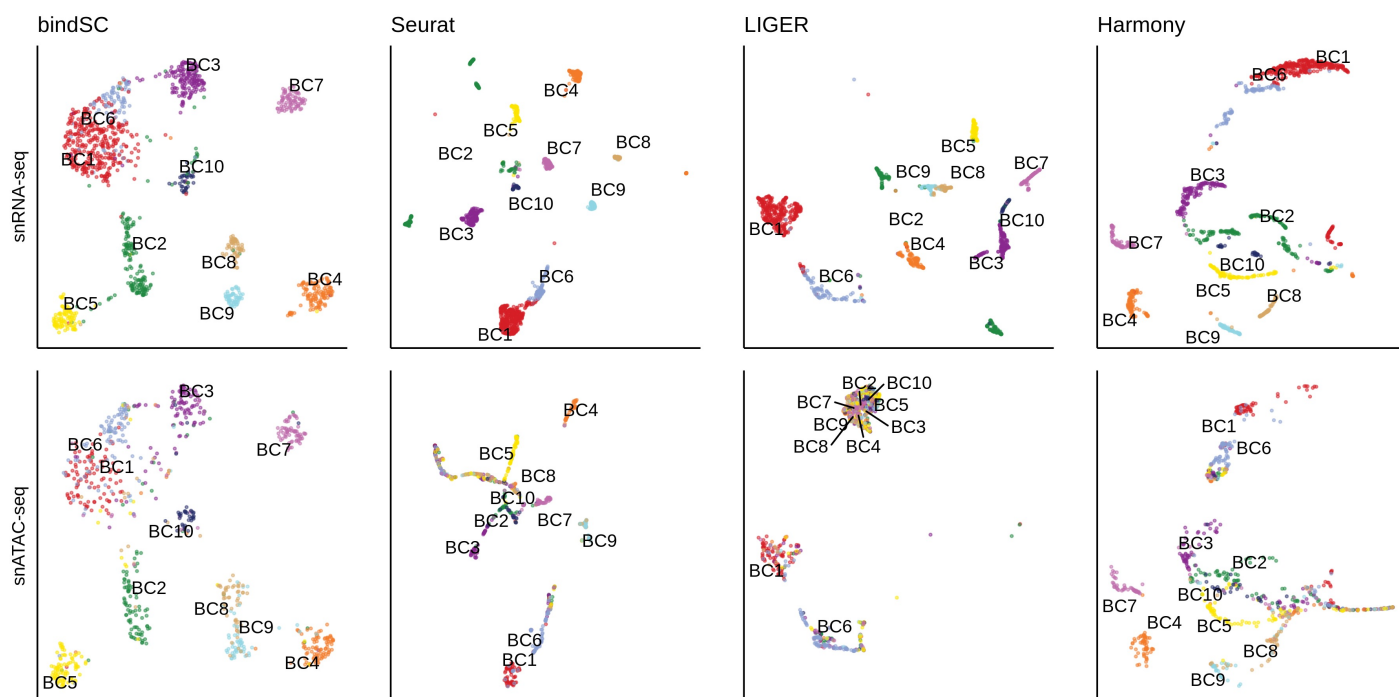 bindSC
Seurat
LIGER
Harmony
snRNA-seq
BC3
BC7
BC6
BC1
BC10
BC2
BC8
BC4
BC5
BC9
BC4
BC5
BC2
BC7
BC8
BC9
BC10
BC3
BC6
BC1
BC5
BC9
BC8
BC7
BC1
BC2
BC10
BC4
BC3
BC6
BC1
BC6
BC3
BC2
BC7
BC10
BC5
BC8
BC4
BC9
snATAC-seq
BC3
BC6
BC7
BC1
BC10
BC2
BC8
BC9
BC4
BC5
BC4
BC5
BC8
BC10
BC2
BC7
BC3
BC9
BC6
BC1
BC2
BC10
BC7
BC5
BC9
BC3
BC8
BC4
BC1
BC6
BC1
BC6
BC3
BC2
BC10
BC7
BC4
BC5
BC8
BC9